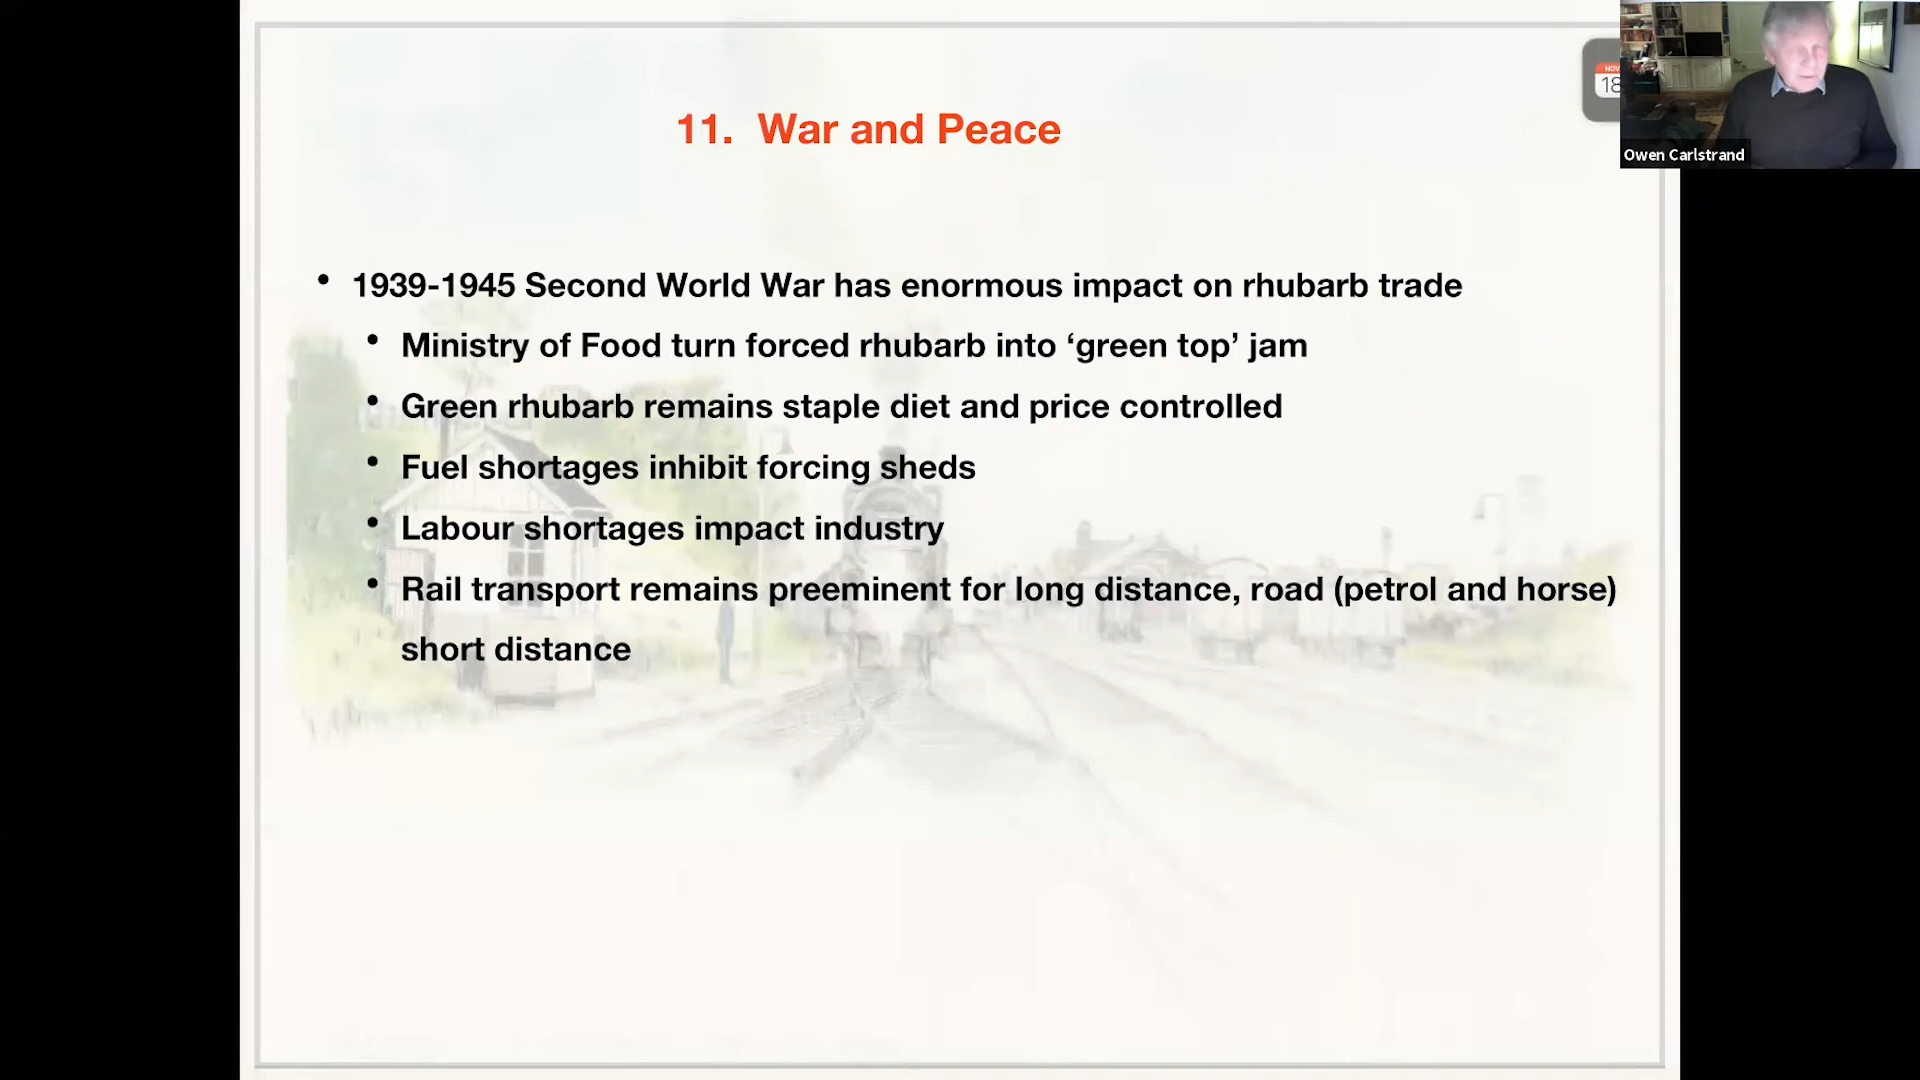 11. War and Peace
NOV
18
Owen Carlstrand
• 1939-1945 Second World War has enormous impact on rhubarb trade
• Ministry of Food turn forced rhubarb into ‘green top’ jam
• Green rhubarb remains staple diet and price controlled
• Fuel shortages inhibit forcing sheds
• Labour shortages impact industry
• Rail transport remains preeminent for long distance, road (petrol and horse)
short distance